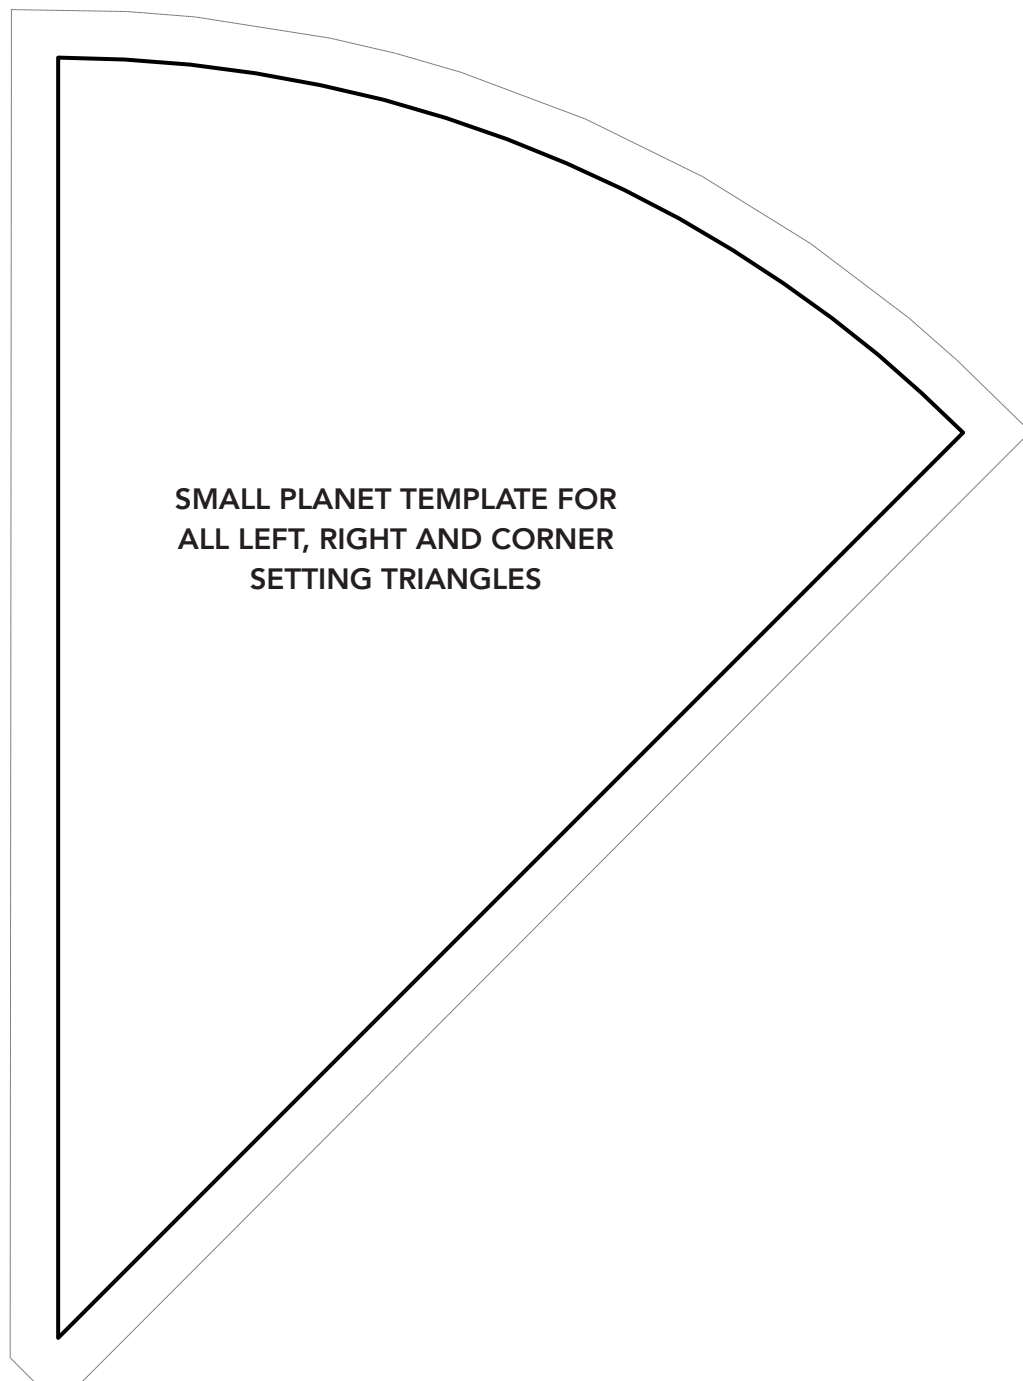 SMALL PLANET TEMPLATE FOR
ALL LEFT, RIGHT AND CORNER
SETTING TRIANGLES